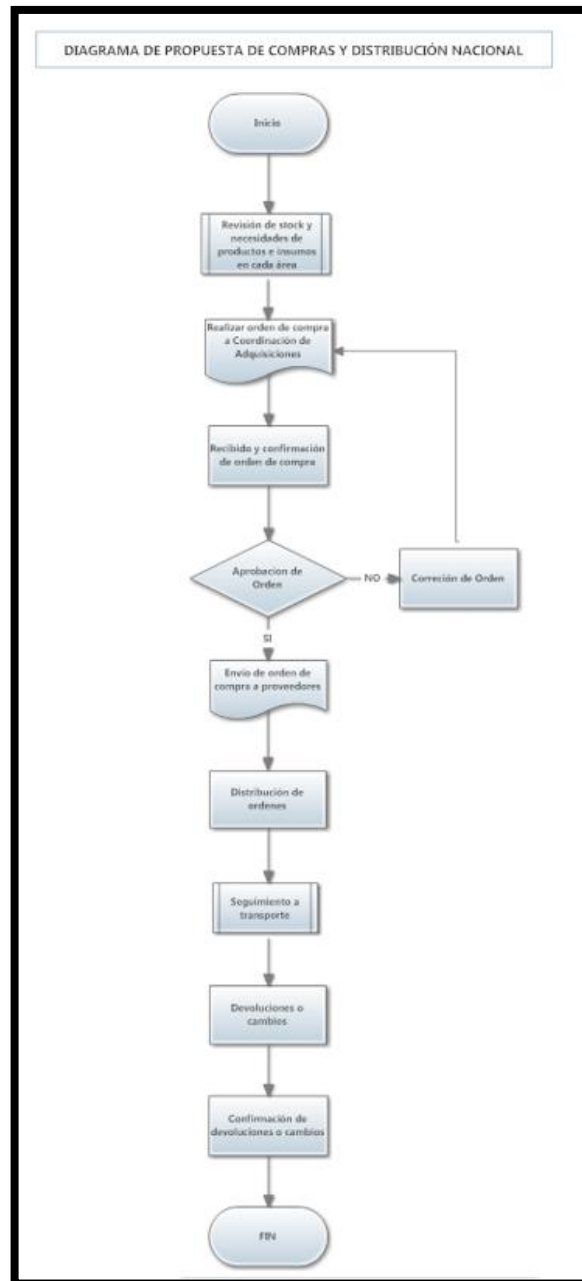 DIAGRAMA DE PROPUESTA DE COMPRAS Y DISTRIBUCIÓN NACIONAL
Inicio
Revisión de stock y
necesidades de
productos e insumos
en cada área
Realizar orden de compra
a Coordinación de
Adquisiciones
Recibido y confirmación
de orden de compra
Aprobacion de
Orden
NO
Correción de Orden
SI
Envío de orden de
compra a proveedores
Distribución de
ordenes
Seguimiento a
transporte
Devoluciones o
cambios
Confirmación de
devoluciones o cambios
FIN